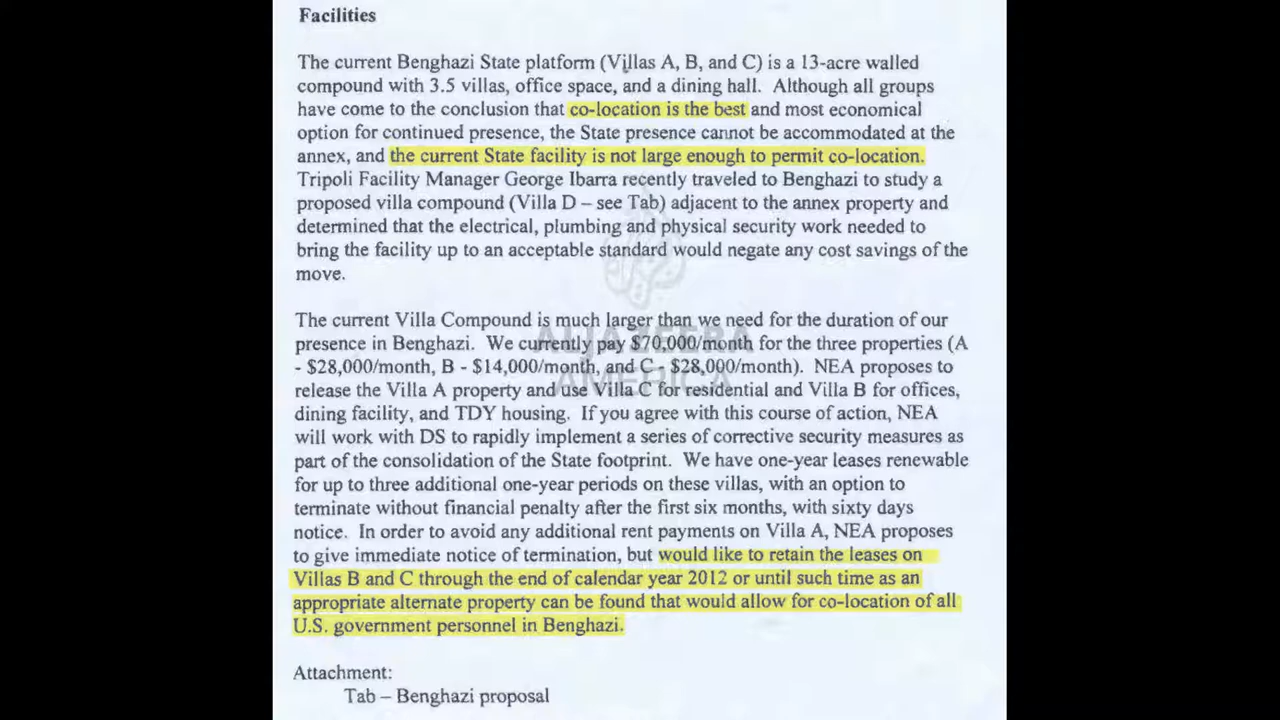 Facilities
The current Benghazi State platform (Villas A, B, and C) is a 13-acre walled
compound with 3.5 villas, office space, and a dining hall.  Although all groups
have come to the conclusion that co-location is the best and most economical
option for continued presence, the State presence cannot be accommodated at the
annex, and the current State facility is not large enough to permit co-location.
Tripoli Facility Manager George Ibarra recently traveled to Benghazi to study a
proposed villa compound (Villa D – see Tab) adjacent to the annex property and
determined that the electrical, plumbing and physical security work needed to
bring the facility up to an acceptable standard would negate any cost savings of the
move.
The current Villa Compound is much larger than we need for the duration of our
presence in Benghazi.  We currently pay $70,000/month for the three properties (A
- $28,000/month, B - $14,000/month, and C - $28,000/month).  NEA proposes to
release the Villa A property and use Villa C for residential and Villa B for offices,
dining facility, and TDY housing.  If you agree with this course of action, NEA
will work with DS to rapidly implement a series of corrective security measures as
part of the consolidation of the State footprint.  We have one-year leases renewable
for up to three additional one-year periods on these villas, with an option to
terminate without financial penalty after the first six months, with sixty days
notice.  In order to avoid any additional rent payments on Villa A, NEA proposes
to give immediate notice of termination, but would like to retain the leases on
Villas B and C through the end of calendar year 2012 or until such time as an
appropriate alternate property can be found that would allow for co-location of all
U.S. government personnel in Benghazi.
Attachment:
Tab – Benghazi proposal
ALJAZEERA
AMERICA